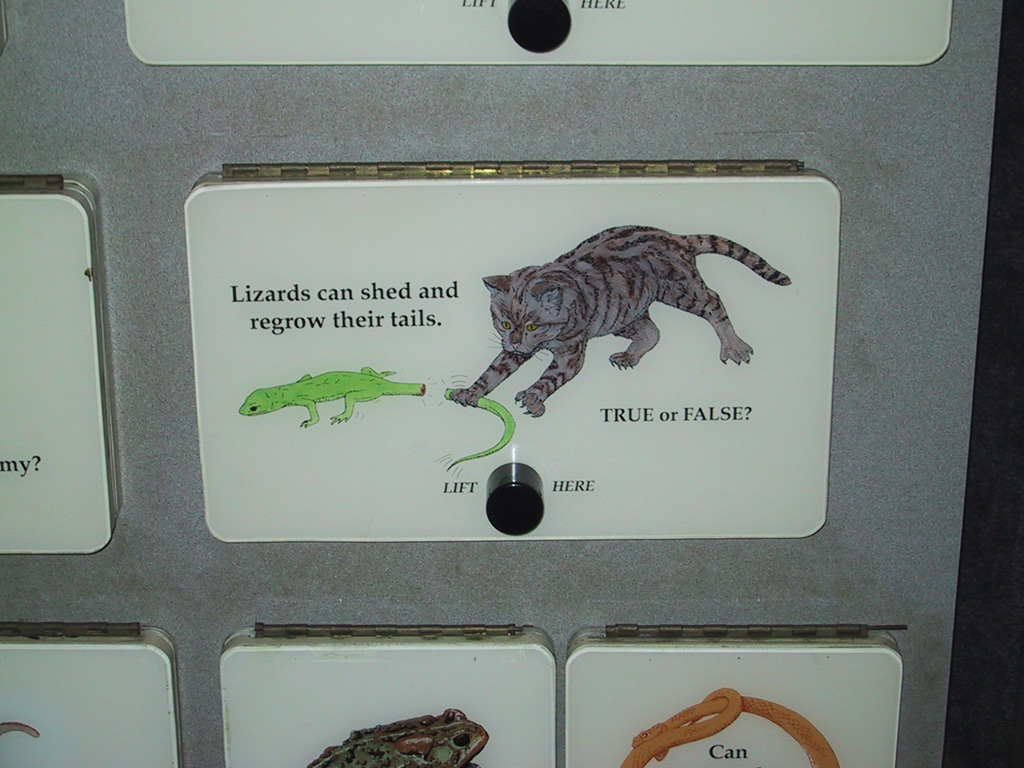 LIFT HERE
Lizards can shed and
regrow their tails.
TRUE or FALSE?
LIFT HERE
my?
Can